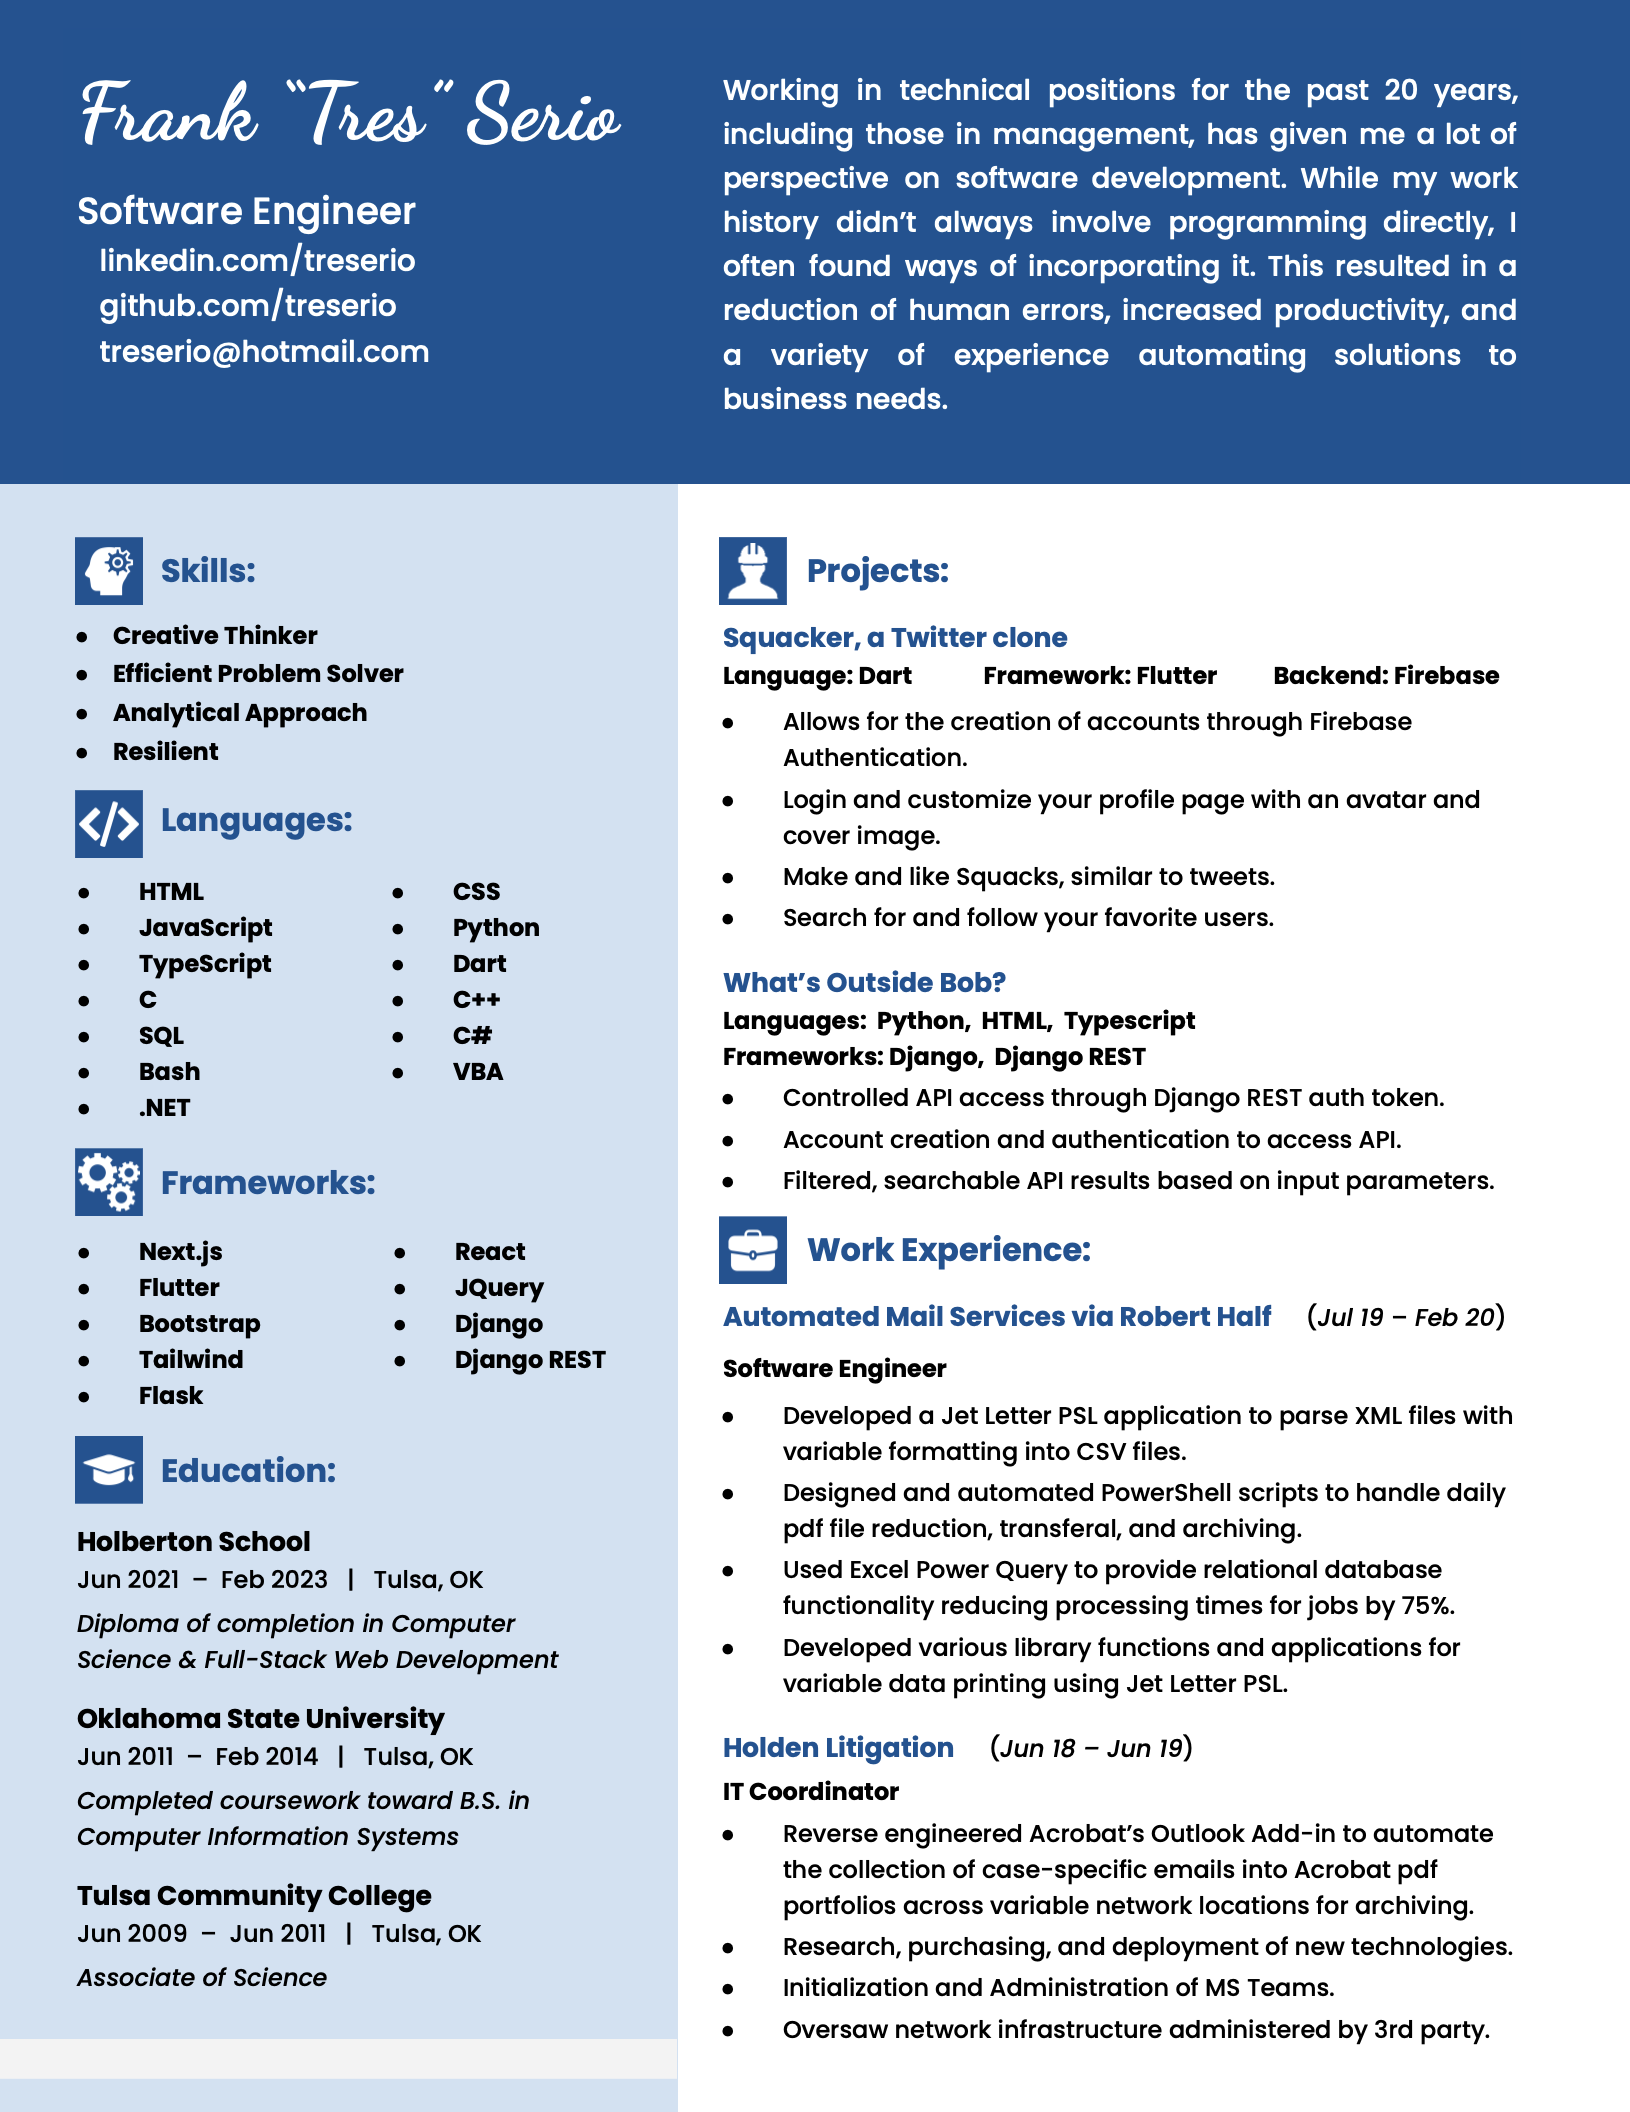 Frank “Tres” Serio
Software Engineer
linkedin.com/treserio
github.com/treserio
treserio@hotmail.com
Working in technical positions for the past 20 years,
including those in management, has given me a lot of
perspective on software development. While my work
history didn’t always involve programming directly, I
often found ways of incorporating it. This resulted in a
reduction of human errors, increased productivity, and
a variety of experience automating solutions to
business needs.
Skills:
● Creative Thinker
● Efficient Problem Solver
● Analytical Approach
● Resilient
Languages:
● HTML ● CSS
● JavaScript ● Python
● TypeScript ● Dart
● C ● C++
● SQL ● C#
● Bash ● VBA
● .NET
Frameworks:
● Next.js ● React
● Flutter ● JQuery
● Bootstrap ● Django
● Tailwind ● Django REST
● Flask
Education:
Holberton School
Jun 2021 – Feb 2023 | Tulsa, OK
Diploma of completion in Computer
Science & Full-Stack Web Development
Oklahoma State University
Jun 2011 – Feb 2014 | Tulsa, OK
Completed coursework toward B.S. in
Computer Information Systems
Tulsa Community College
Jun 2009 – Jun 2011 | Tulsa, OK
Associate of Science
Projects:
Squacker, a Twitter clone
Language: Dart Framework: Flutter Backend: Firebase
● Allows for the creation of accounts through Firebase
Authentication.
● Login and customize your profile page with an avatar and
cover image.
● Make and like Squacks, similar to tweets.
● Search for and follow your favorite users.
What’s Outside Bob?
Languages: Python, HTML, Typescript
Frameworks: Django, Django REST
● Controlled API access through Django REST auth token.
● Account creation and authentication to access API.
● Filtered, searchable API results based on input parameters.
Work Experience:
Automated Mail Services via Robert Half (Jul 19 – Feb 20)
Software Engineer
● Developed a Jet Letter PSL application to parse XML files with
variable formatting into CSV files.
● Designed and automated PowerShell scripts to handle daily
pdf file reduction, transferal, and archiving.
● Used Excel Power Query to provide relational database
functionality reducing processing times for jobs by 75%.
● Developed various library functions and applications for
variable data printing using Jet Letter PSL.
Holden Litigation (Jun 18 – Jun 19)
IT Coordinator
● Reverse engineered Acrobat’s Outlook Add-in to automate
the collection of case-specific emails into Acrobat pdf
portfolios across variable network locations for archiving.
● Research, purchasing, and deployment of new technologies.
● Initialization and Administration of MS Teams.
● Oversaw network infrastructure administered by 3rd party.